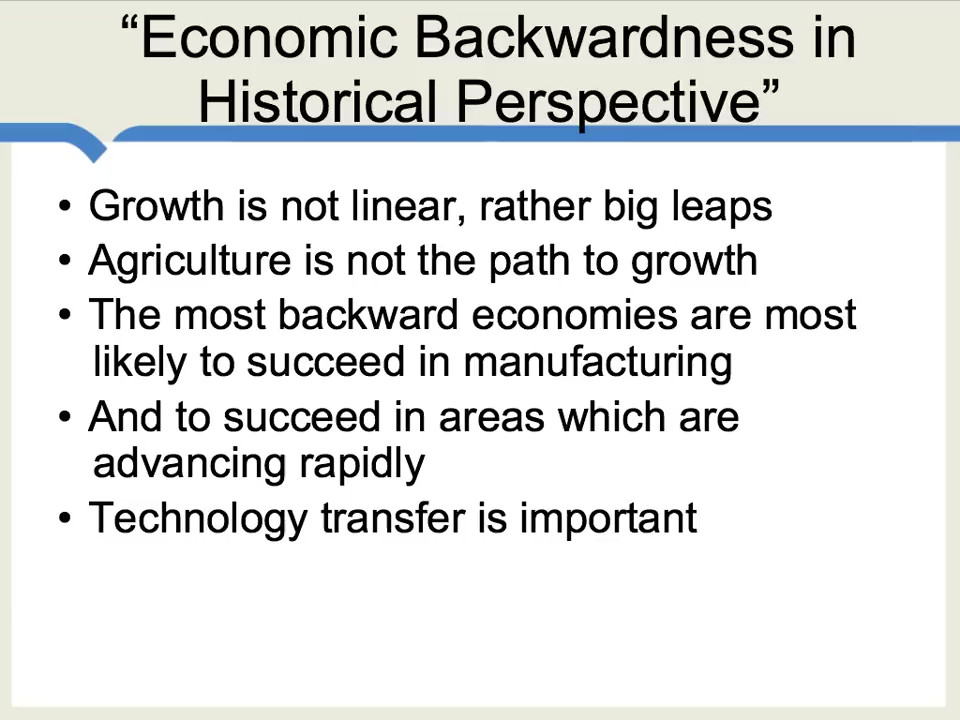 “Economic Backwardness in
Historical Perspective”
• Growth is not linear, rather big leaps
• Agriculture is not the path to growth
• The most backward economies are most
likely to succeed in manufacturing
• And to succeed in areas which are
advancing rapidly
• Technology transfer is important